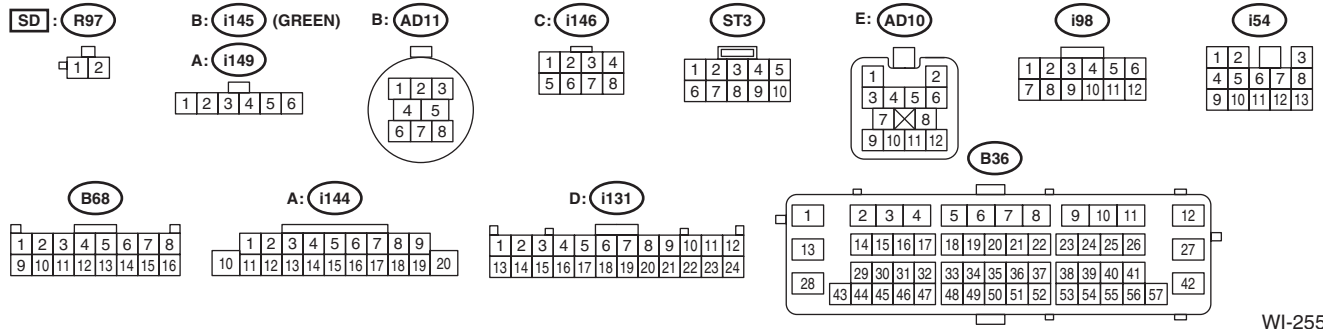 SD : R97
B: i145 (GREEN)
B: AD11
C: i146
ST3
E: AD10
i98
i54
A: i149
1 2
1 2 3 4 5 6
1 2 3
4 5
6 7 8
1 2 3 4
5 6 7 8
1 2 3 4 5
6 7 8 9 10
1 2
3 4 5 6
7 8
9 10 11 12
1 2 3 4 5 6
7 8 9 10 11 12
1 2 3
4 5 6 7 8
9 10 11 12 13
B68
A: i144
D: i131
B36
1 2 3 4 5 6 7 8
9 10 11 12 13 14 15 16
1 2 3 4 5 6 7 8 9
10 11 12 13 14 15 16 17 18 19 20
1 2 3 4 5 6 7 8 9 10 11 12
13 14 15 16 17 18 19 20 21 22 23 24
1 2 3 4 5 6 7 8 9 10 11 12
13 14 15 16 17 18 19 20 21 22 23 24 25 26 27
28 29 30 31 32 33 34 35 36 37 38 39 40 41 42
43 44 45 46 47 48 49 50 51 52 53 54 55 56 57
WI-255